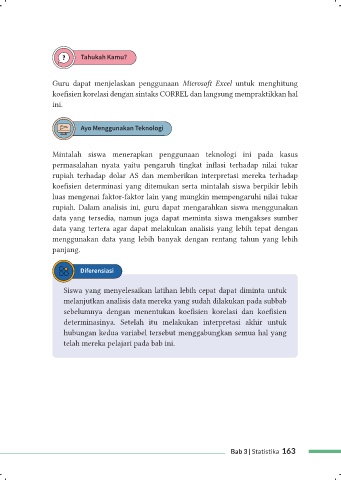 ?
Tahukah Kamu?
Guru dapat menjelaskan penggunaan Microsoft Excel untuk menghitung
koefisien korelasi dengan sintaks CORREL dan langsung mempraktikkan hal
ini.
Ayo Menggunakan Teknologi
Mintalah siswa menerapkan penggunaan teknologi ini pada kasus
permasalahan nyata yaitu pengaruh tingkat inflasi terhadap nilai tukar
rupiah terhadap dolar AS dan memberikan interpretasi mereka terhadap
koefisien determinasi yang ditemukan serta mintalah siswa berpikir lebih
luas mengenai faktor-faktor lain yang mungkin mempengaruhi nilai tukar
rupiah. Dalam analisis ini, guru dapat mengarahkan siswa menggunakan
data yang tersedia, namun juga dapat meminta siswa mengakses sumber
data yang tertera agar dapat melakukan analisis yang lebih tepat dengan
menggunakan data yang lebih banyak dengan rentang tahun yang lebih
panjang.
Diferensiasi
Siswa yang menyelesaikan latihan lebih cepat dapat diminta untuk
melanjutkan analisis data mereka yang sudah dilakukan pada subbab
sebelumnya dengan menentukan koefisien korelasi dan koefisien
determinasinya. Setelah itu melakukan interpretasi akhir untuk
hubungan kedua variabel tersebut menggabungkan semua hal yang
telah mereka pelajari pada bab ini.
Bab 3 | Statistika 163